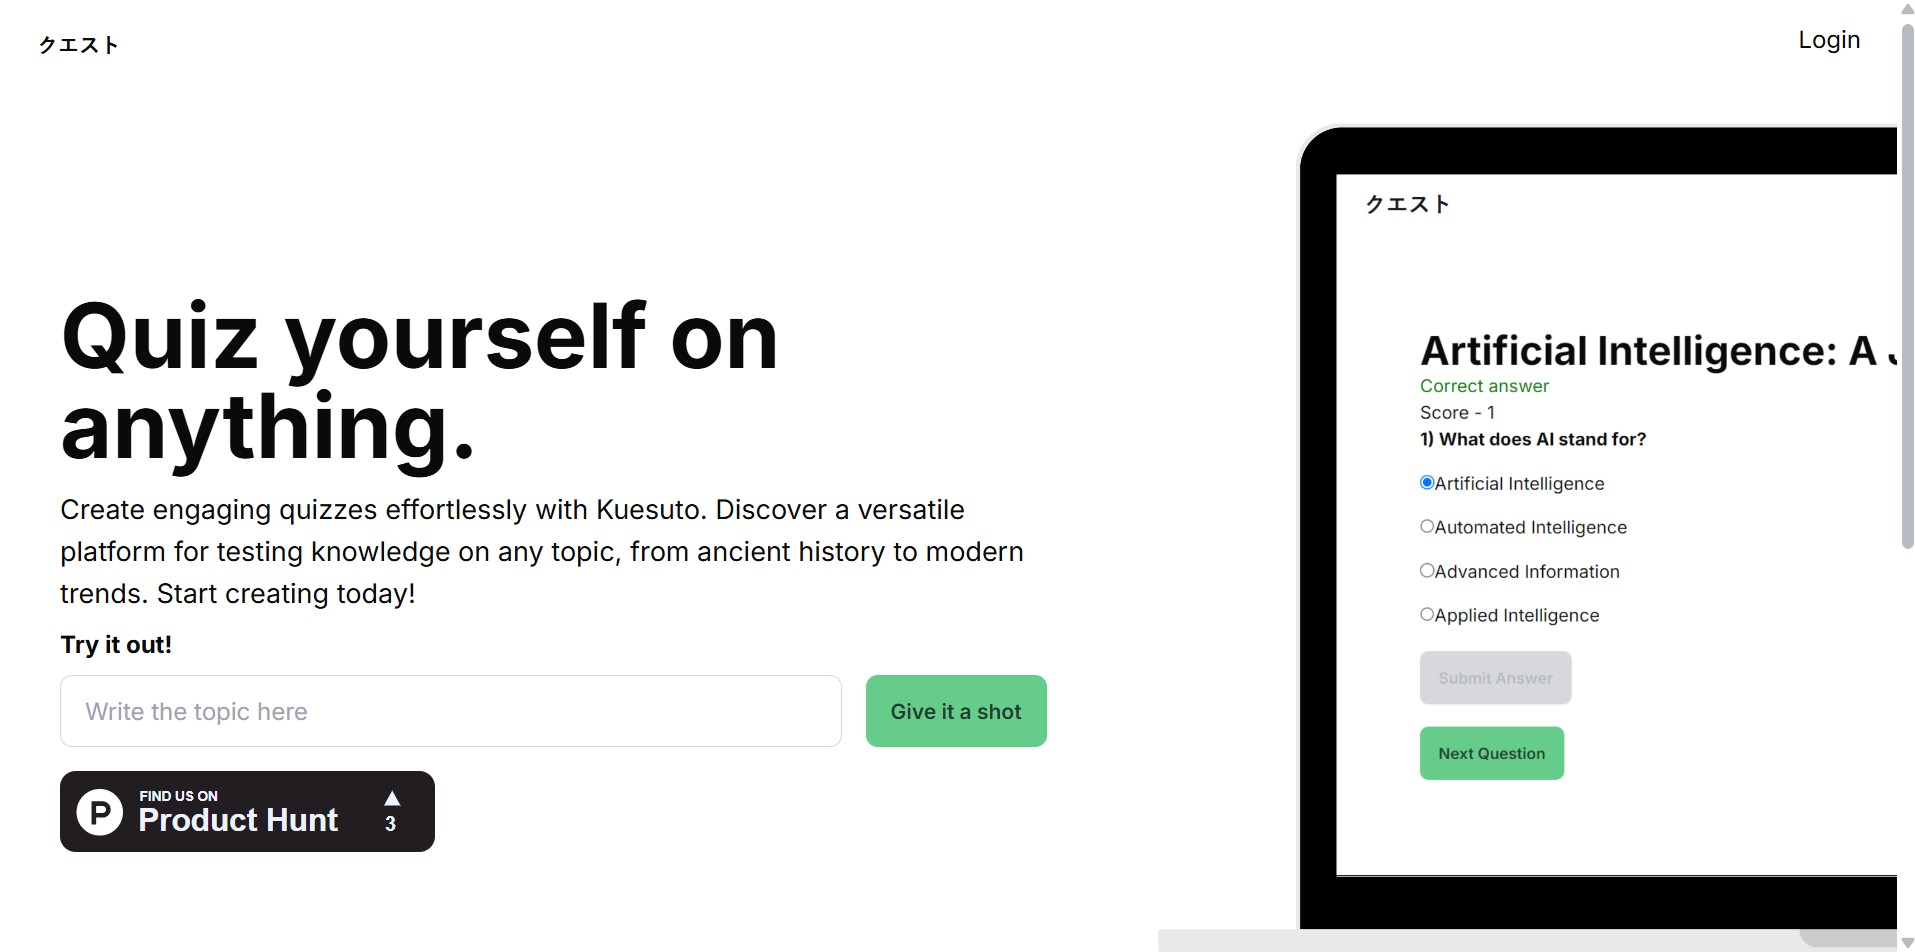 クエスト
Login
Quiz yourself on
anything.
Create engaging quizzes effortlessly with Kuesuto. Discover a versatile
platform for testing knowledge on any topic, from ancient history to modern
trends. Start creating today!
Try it out!
Write the topic here
Give it a shot
FIND US ON
Product Hunt
3
クエスト
Artificial Intelligence: A
Correct answer
Score - 1
1) What does AI stand for?
Artificial Intelligence
Automated Intelligence
Advanced Information
Applied Intelligence
Submit Answer
Next Question